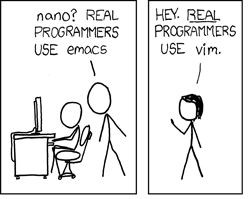 nano? REAL
PROGRAMMERS
USE emacs
HEY. REAL
PROGRAMMERS
USE vim.